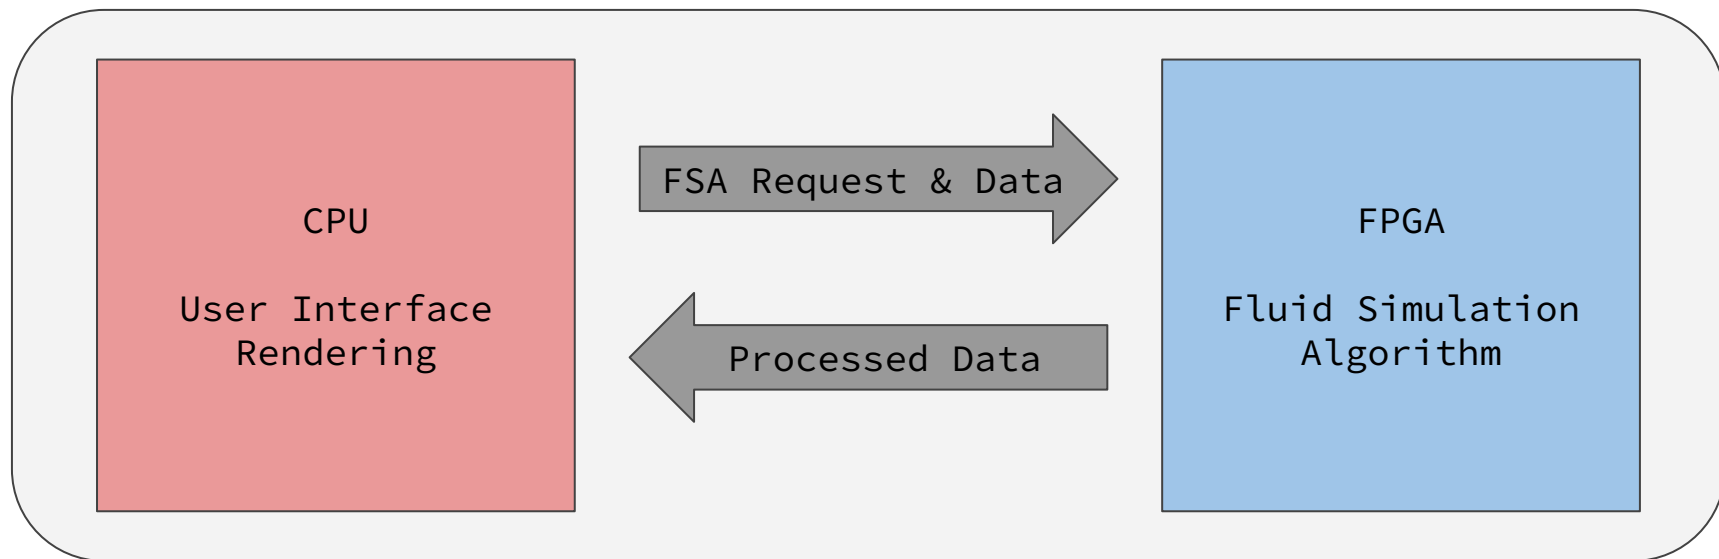 CPU
User Interface
Rendering
FSA Request & Data
Processed Data
FPGA
Fluid Simulation
Algorithm